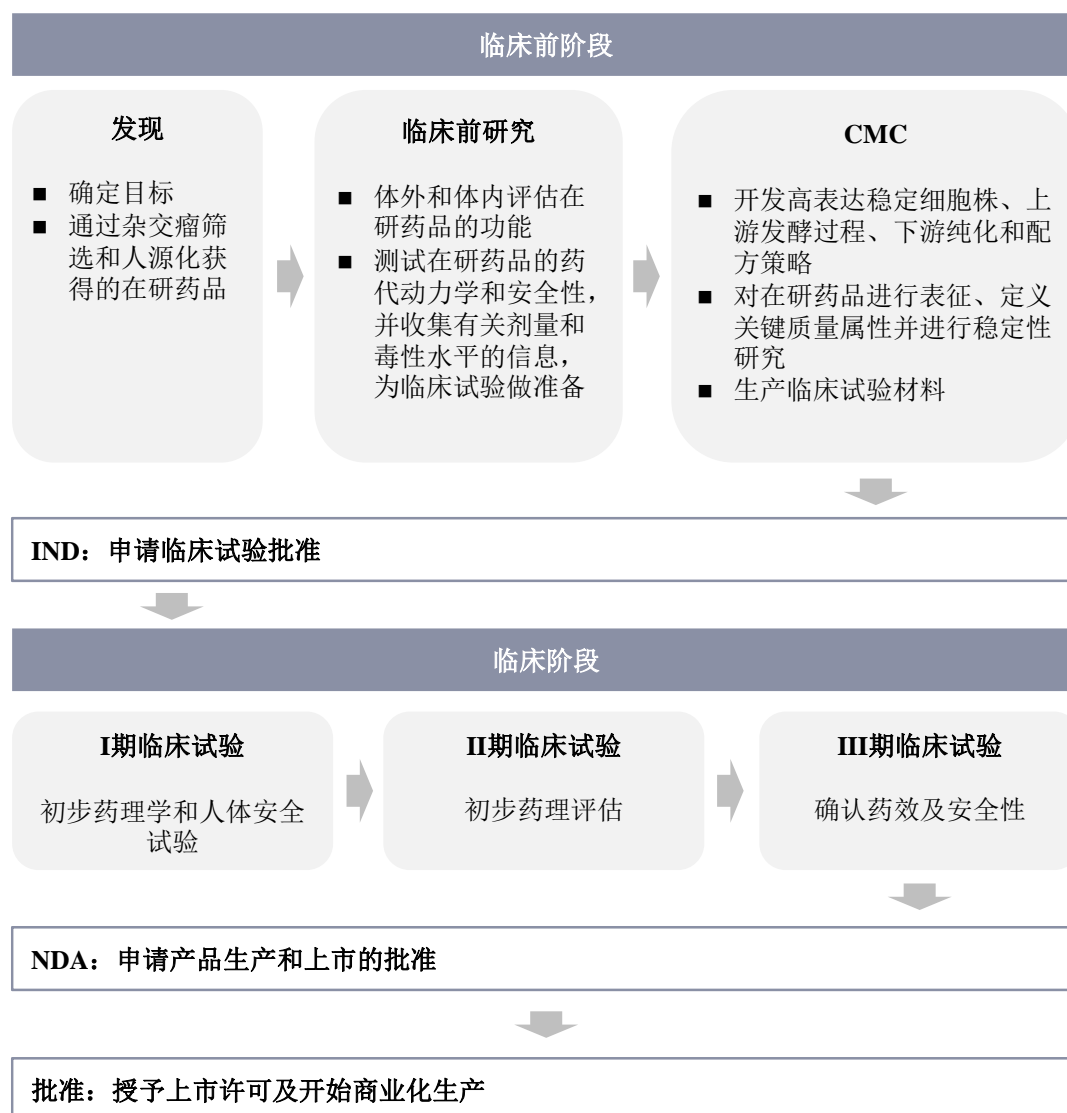 临床前阶段
发现
■ 确定目标
■ 通过杂交瘤筛
选和人源化获
得的在研药品
临床前研究
■ 体外和体内评估在
研药品的功能
■ 测试在研药品的药
代动力学和安全性，
并收集有关剂量和
毒性水平的信息，
为临床试验做准备
CMC
■ 开发高表达稳定细胞株、上
游发酵过程、下游纯化和配
方策略
■ 对在研药品进行表征、定义
关键质量属性并进行稳定性
研究
■ 生产临床试验材料
IND：申请临床试验批准
临床阶段
I期临床试验
初步药理学和人体安全
试验
II期临床试验
初步药理评估
III期临床试验
确认药效及安全性
NDA：申请产品生产和上市的批准
批准：授予上市许可及开始商业化生产